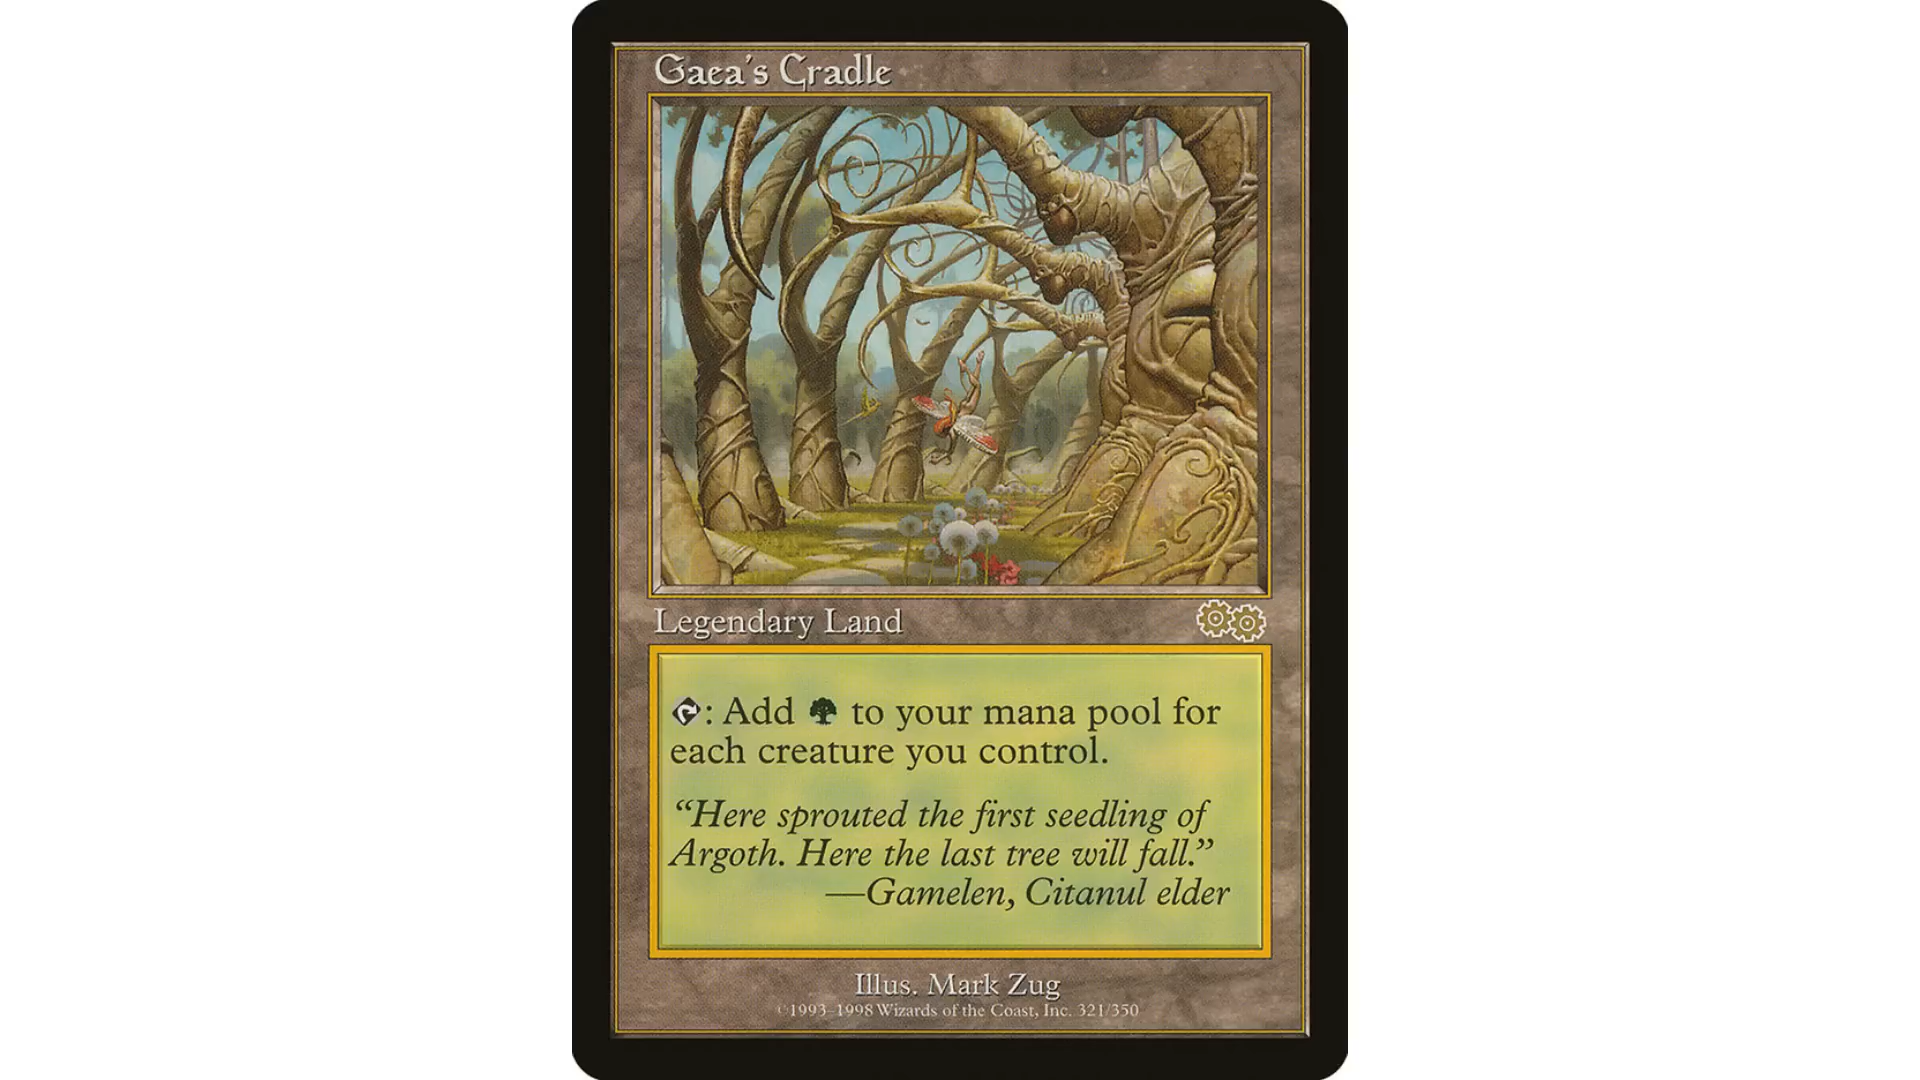 Gaea's Cradle
Legendary Land
: Add to your mana pool for
each creature you control.
“Here sprouted the first seedling of
Argoth. Here the last tree will fall.”
—Gamelen, Citanul elder
Illus. Mark Zug
©1993–1998 Wizards of the Coast, Inc. 321/350